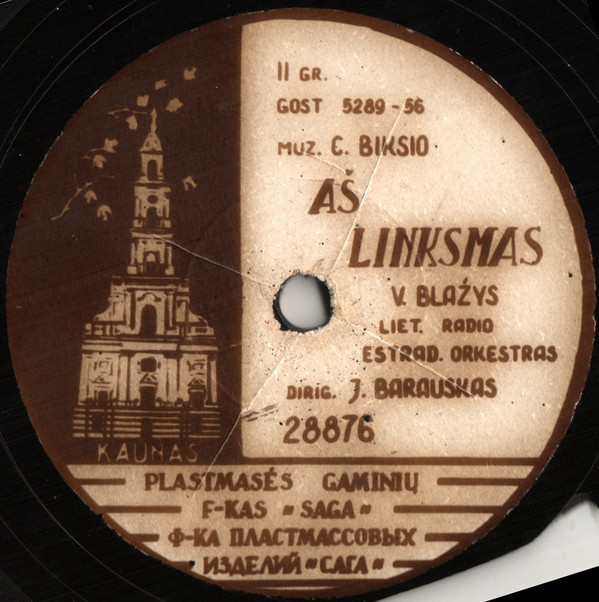 II GR.
GOST 5289-56
MUZ. C. BIKSIO
AŠ
LINKSMAS
V. BLAŽYS
LIET. RADIO
ESTRAD. ORKESTRAS
DIRIG. J. BARAUSKAS
28876
KAUNAS
PLASTMASĖS GAMINIŲ
F-KAS „SAGA"
Ф-КА ПЛАСТМАССОВЫХ
ИЗДЕЛИЙ „САГА"